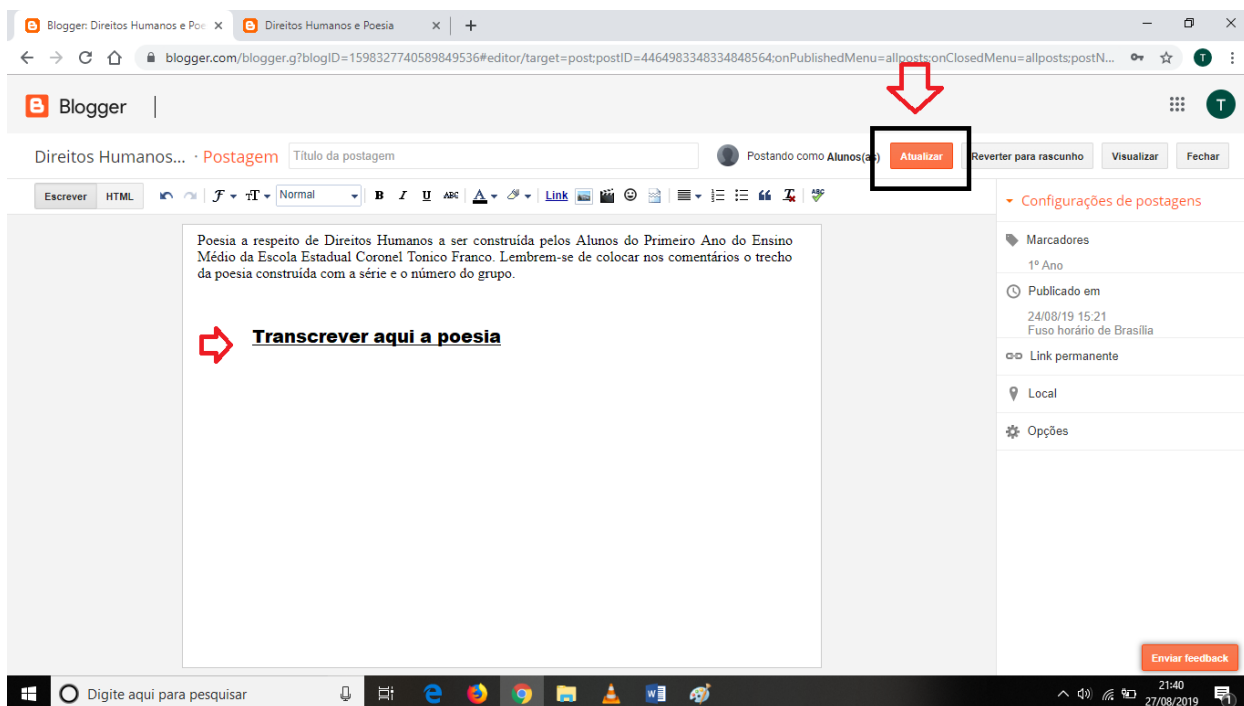 Blogger: Direitos Humanos e Poe
Direitos Humanos e Poesia
blogger.com/blogger.g?blogID=1598327740589849536#editor/target=post;postID=4464983348334848564;onPublishedMenu=allposts;onClosedMenu=allposts;postN...
T
Blogger
T
Direitos Humanos... · Postagem
Título da postagem
Postando como Alunos(as)
Atualizar
Reverter para rascunho
Visualizar
Fechar
Escrever
HTML
Normal
B I U ABC A
Link
ABC
Configurações de postagens
Poesia a respeito de Direitos Humanos a ser construída pelos Alunos do Primeiro Ano do Ensino
Médio da Escola Estadual Coronel Tonico Franco. Lembrem-se de colocar nos comentários o trecho
da poesia construída com a série e o número do grupo.
Transcrever aqui a poesia
Marcadores
1º Ano
Publicado em
24/08/19 15:21
Fuso horário de Brasília
Link permanente
Local
Opções
Enviar feedback
Digite aqui para pesquisar
21:40
27/08/2019